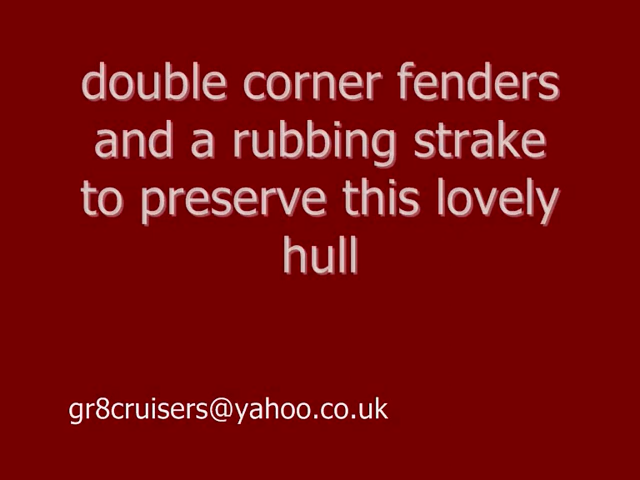 double corner fenders
and a rubbing strake
to preserve this lovely
hull
gr8cruisers@yahoo.co.uk